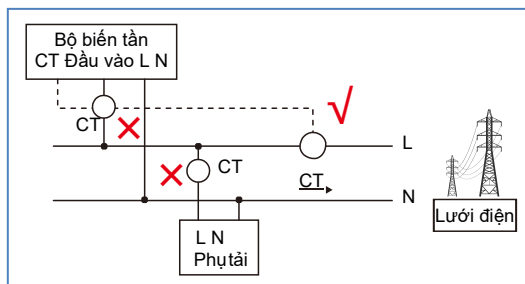 Bộ biến tần
CT Đầu vào L N
CT
CT
L
CT
N
L N
Phụ tải
Lưới điện